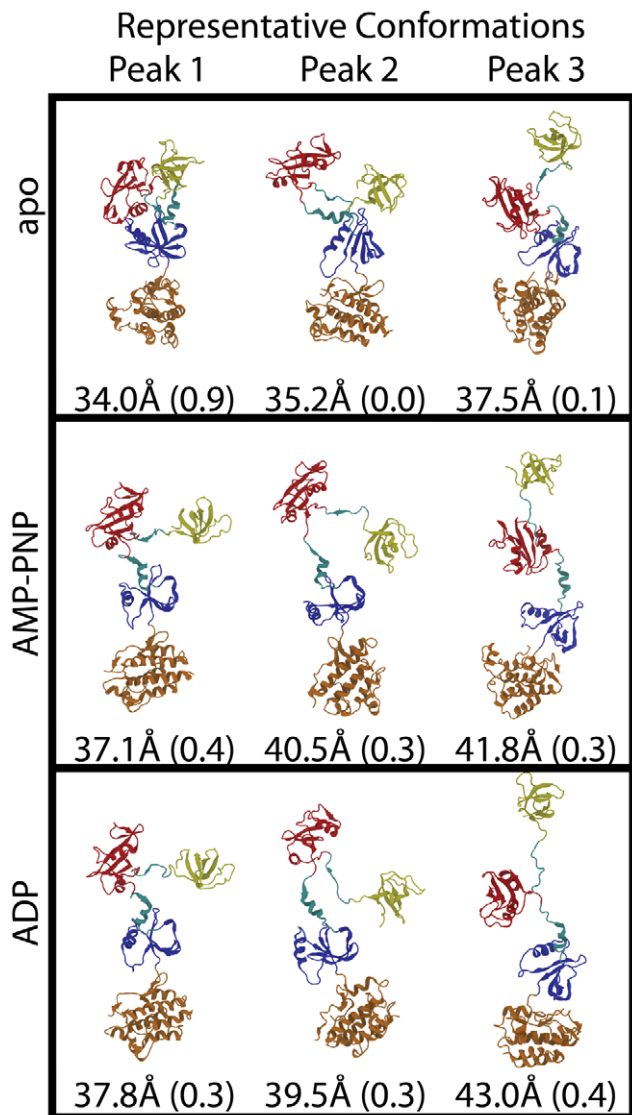 Representative Conformations
Peak 1 Peak 2 Peak 3
apo
34.0Å (0.9) 35.2Å (0.0) 37.5Å (0.1)
AMP-PNP
37.1Å (0.4) 40.5Å (0.3) 41.8Å (0.3)
ADP
37.8Å (0.3) 39.5Å (0.3) 43.0Å (0.4)